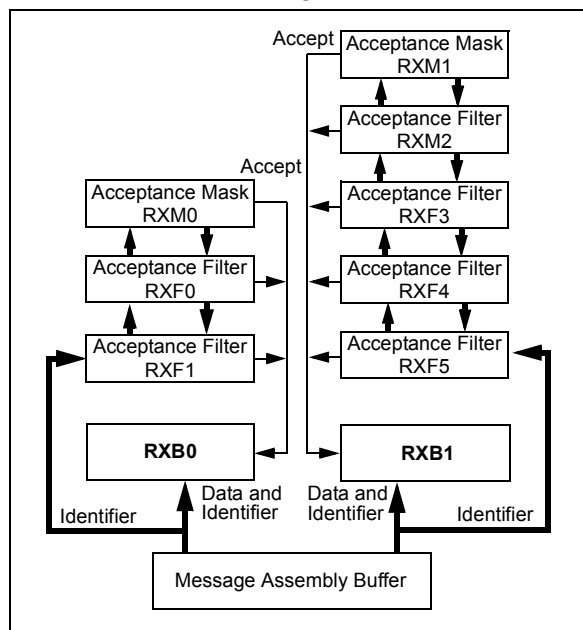 Accept
Acceptance Mask
RXM1
Acceptance Filter
RXM2
Accept
Acceptance Mask
RXM0
Acceptance Filter
RXF3
Acceptance Filter
RXF0
Acceptance Filter
RXF4
Acceptance Filter
RXF1
Acceptance Filter
RXF5
RXB0
RXB1
Identifier
Data and
Identifier
Data and
Identifier
Identifier
Message Assembly Buffer